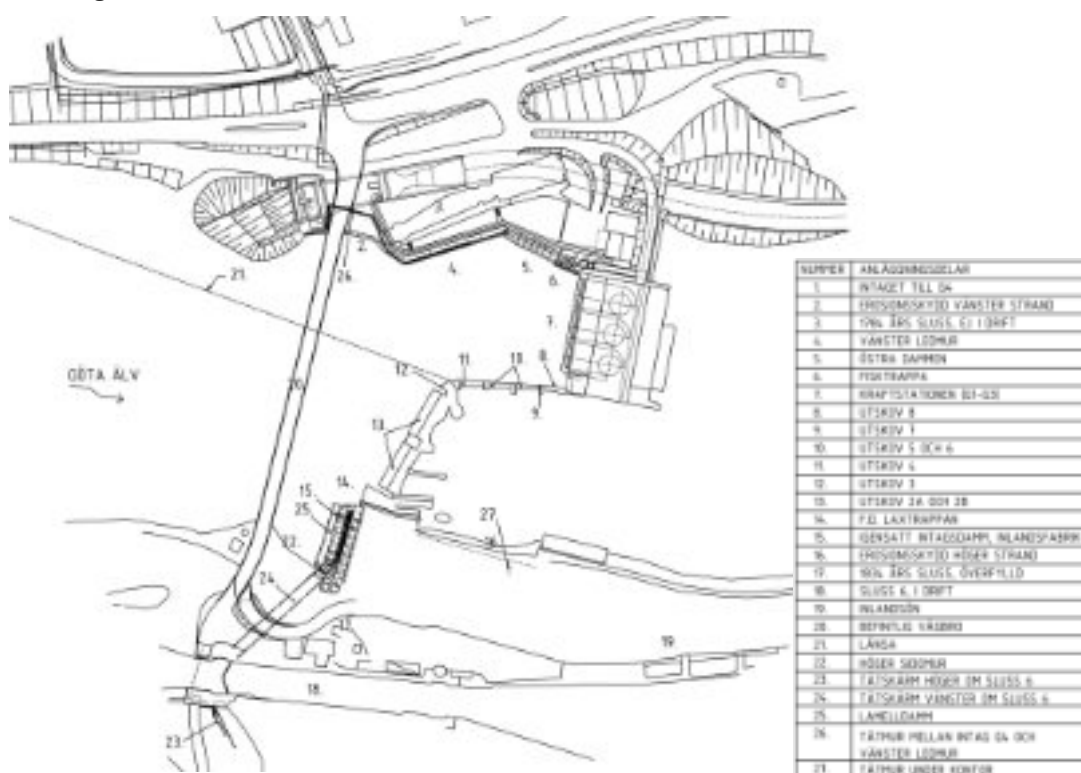 21.
2.
26.
4.
5.
6.
7.
GÖTA ÄLV
20.
12.
11.
10.
8.
9.
13.
14.
15.
25.
22.
24.
27.
16.
17.
19.
18.
23.
NUMMER ANLÄGGNINGSDELAR
1. INTAGET TILL G4
2. EROSIONSSKYDD VÄNSTER STRAND
3. 1784 ÅRS SLUSS, EJ I DRIFT
4. VÄNSTER LEDMUR
5. ÖSTRA DAMMEN
6. FISKTRAPPA
7. KRAFTSTATIONEN (G1-G3)
8. UTSKOV 8
9. UTSKOV 7
10. UTSKOV 5 OCH 6
11. UTSKOV 4
12. UTSKOV 3
13. UTSKOV 2A OCH 2B
14. F.D. LAXTRAPPAN
15. IGENSATT INTAGSDAMM, INLANDSFABRIK
16. EROSIONSSKYDD HÖGER STRAND
17. 1834 ÅRS SLUSS, ÖVERFYLLD
18. SLUSS 6, I DRIFT
19. INLANDSÖN
20. BEFINTLIG VÄGBRO
21. LÄNSA
22. HÖGER SIDOMUR
23. TÄTSKÄRM HÖGER OM SLUSS 6
24. TÄTSKÄRM VÄNSTER OM SLUSS 6
25. LAMELLDAMM
26. TÄTMUR MELLAN INTAG G4 OCH
VÄNSTER LEDMUR
27. TÄTMUR UNDER KONTOR